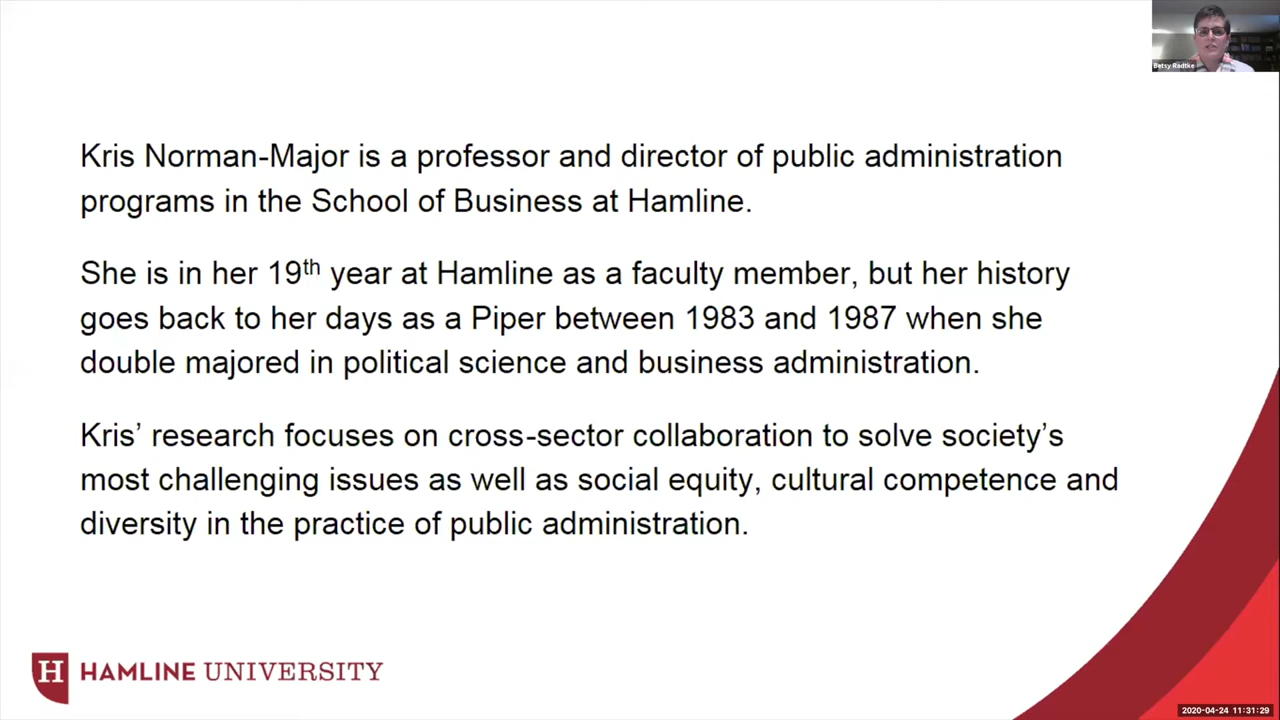 Betsy Radtke
Kris Norman-Major is a professor and director of public administration
programs in the School of Business at Hamline.
She is in her 19th year at Hamline as a faculty member, but her history
goes back to her days as a Piper between 1983 and 1987 when she
double majored in political science and business administration.
Kris’ research focuses on cross-sector collaboration to solve society’s
most challenging issues as well as social equity, cultural competence and
diversity in the practice of public administration.
H HAMLINE UNIVERSITY
2020-04-24 11:31:29